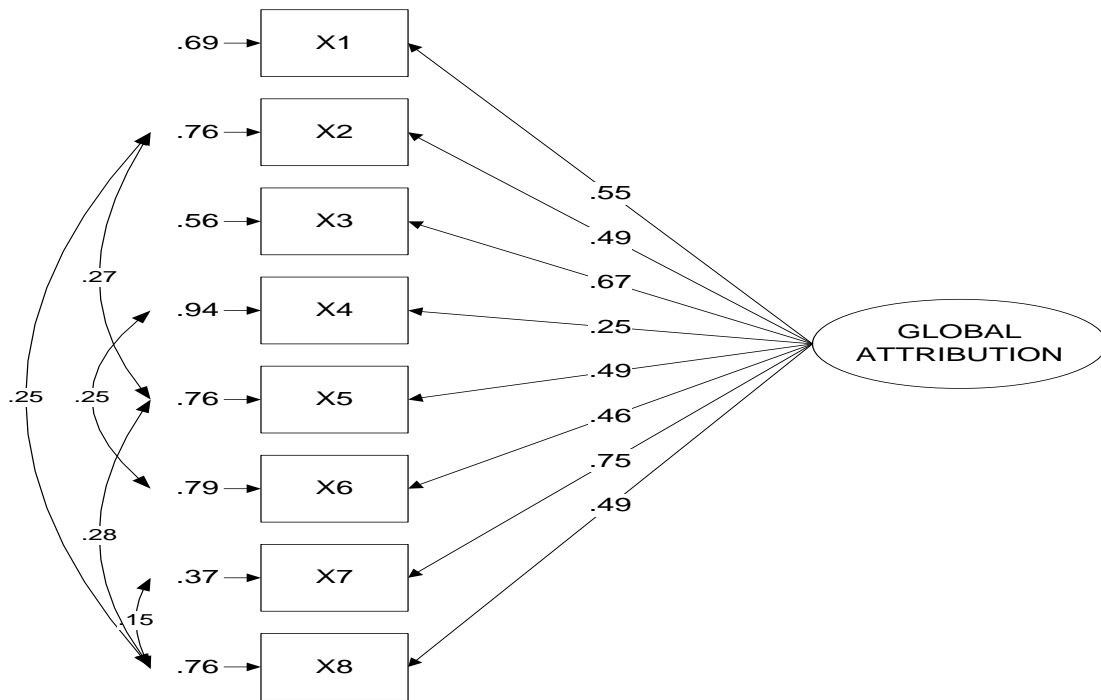 .69
X1
.76
X2
.55
.56
X3
.49
.27
.67
.94
X4
.25
GLOBAL
ATTRIBUTION
.49
.25
.25
.76
X5
.46
.75
.79
X6
.49
.28
.37
X7
.15
.76
X8